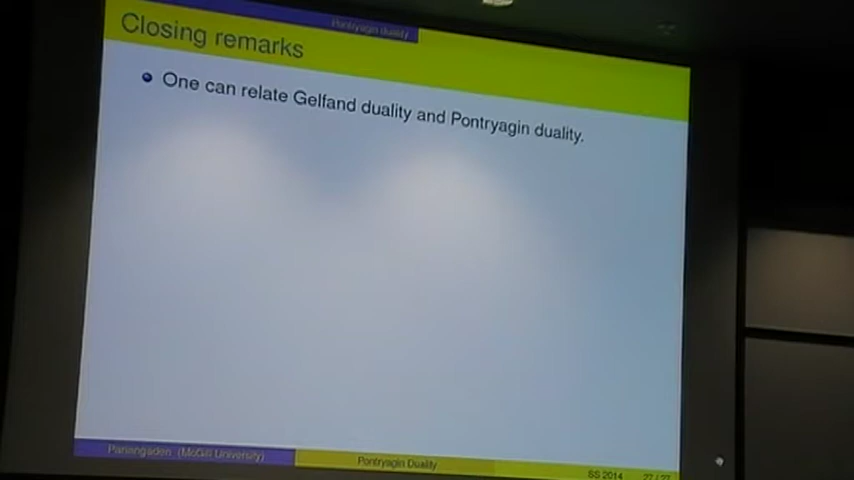 Pontryagin duality
Closing remarks
One can relate Gelfand duality and Pontryagin duality.
Panangaden (McGill University)
Pontryagin Duality
SS 2014
27 / 27